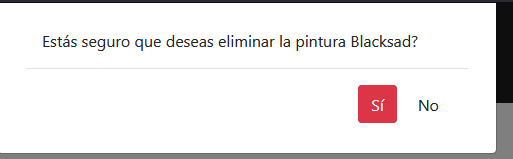 Estás seguro que deseas eliminar la pintura Blacksad?
Sí
No